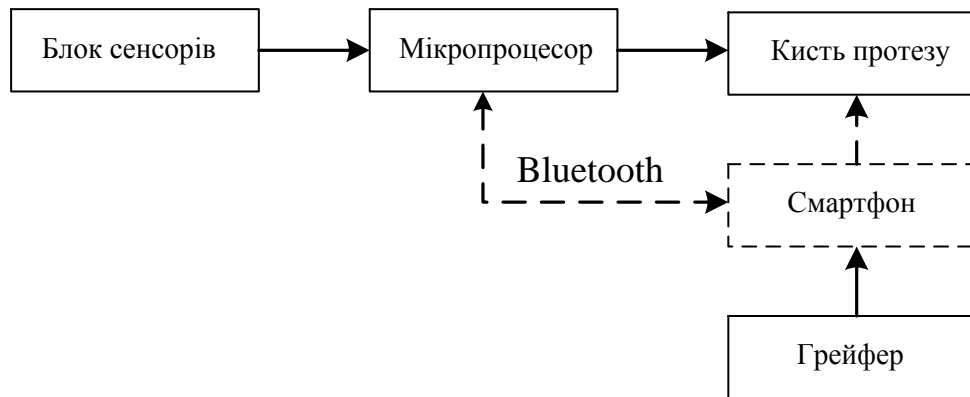 Блок сенсорів
Мікропроцесор
Кисть протезу
Bluetooth
Смартфон
Грейфер